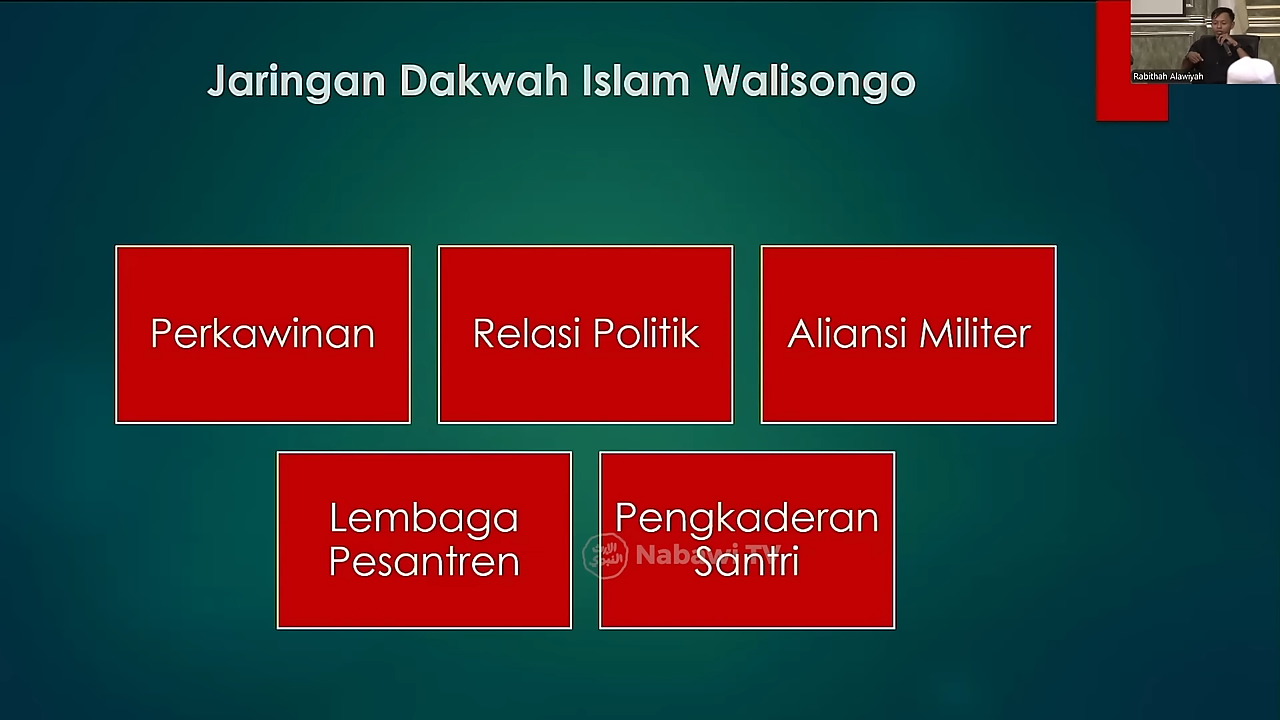 Jaringan Dakwah Islam Walisongo
Rabithah Alawiyah
Perkawinan
Relasi Politik
Aliansi Militer
Lembaga
Pesantren
Pengkaderan
Santri
Nabawi TV